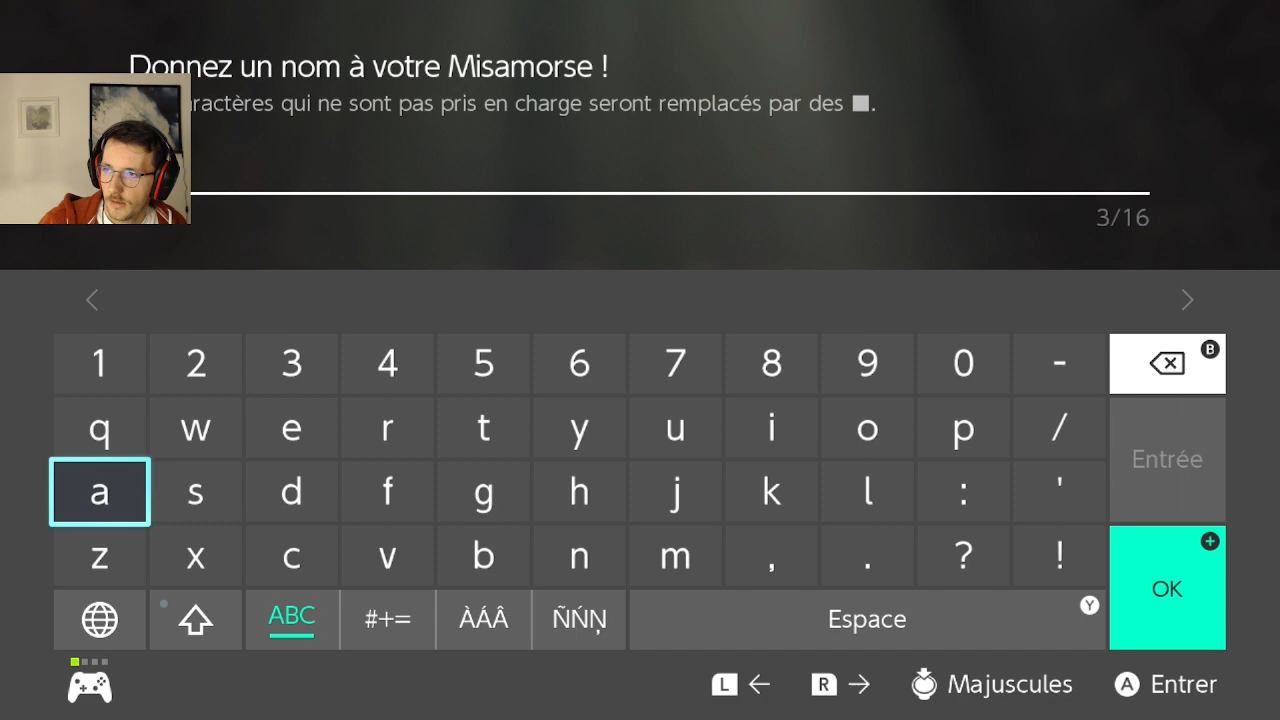 Donnez un nom à votre Misamorse !
aractères qui ne sont pas pris en charge seront remplacés par des ■.
3/16
1 2 3 4 5 6 7 8 9 0 - B
q w e r t y u i o p / Entrée
a s d f g h j k l : '
z x c v b n m , . ? ! + OK
ABC #+= ÀÁÂ ÑŃŅ Espace Y
L ← R → Majuscules A Entrer